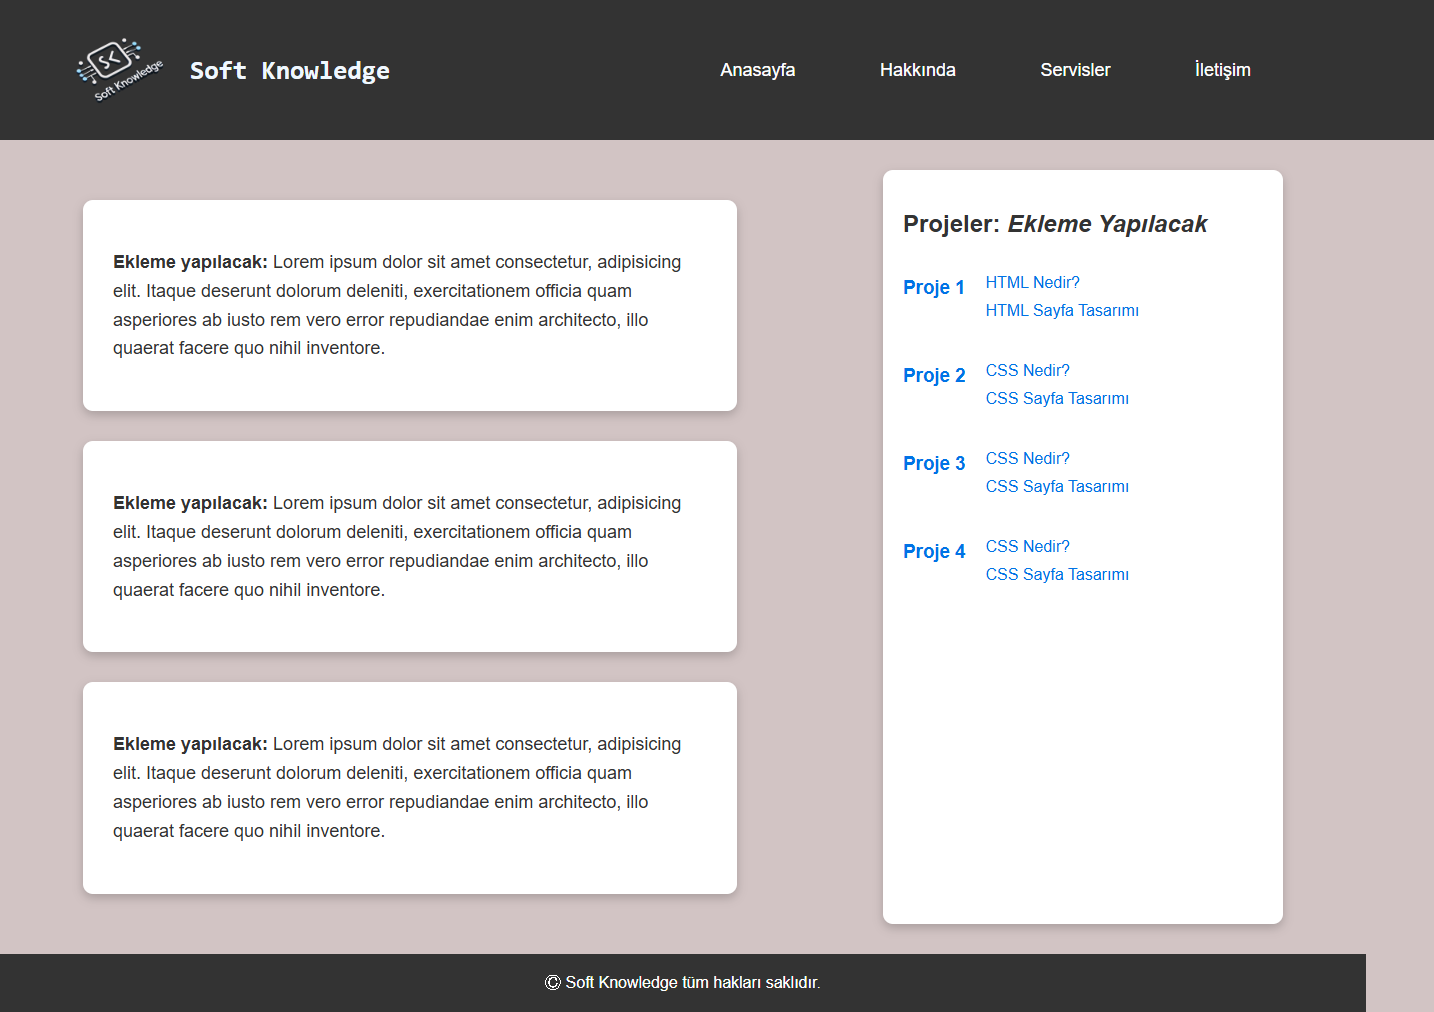 SK
Soft Knowledge
Soft Knowledge
Anasayfa Hakkında Servisler İletişim
Ekleme yapılacak: Lorem ipsum dolor sit amet consectetur, adipisicing
elit. Itaque deserunt dolorum deleniti, exercitationem officia quam
asperiores ab iusto rem vero error repudiandae enim architecto, illo
quaerat facere quo nihil inventore.
Ekleme yapılacak: Lorem ipsum dolor sit amet consectetur, adipisicing
elit. Itaque deserunt dolorum deleniti, exercitationem officia quam
asperiores ab iusto rem vero error repudiandae enim architecto, illo
quaerat facere quo nihil inventore.
Ekleme yapılacak: Lorem ipsum dolor sit amet consectetur, adipisicing
elit. Itaque deserunt dolorum deleniti, exercitationem officia quam
asperiores ab iusto rem vero error repudiandae enim architecto, illo
quaerat facere quo nihil inventore.
Projeler: Ekleme Yapılacak
Proje 1
HTML Nedir?
HTML Sayfa Tasarımı
Proje 2
CSS Nedir?
CSS Sayfa Tasarımı
Proje 3
CSS Nedir?
CSS Sayfa Tasarımı
Proje 4
CSS Nedir?
CSS Sayfa Tasarımı
© Soft Knowledge tüm hakları saklıdır.